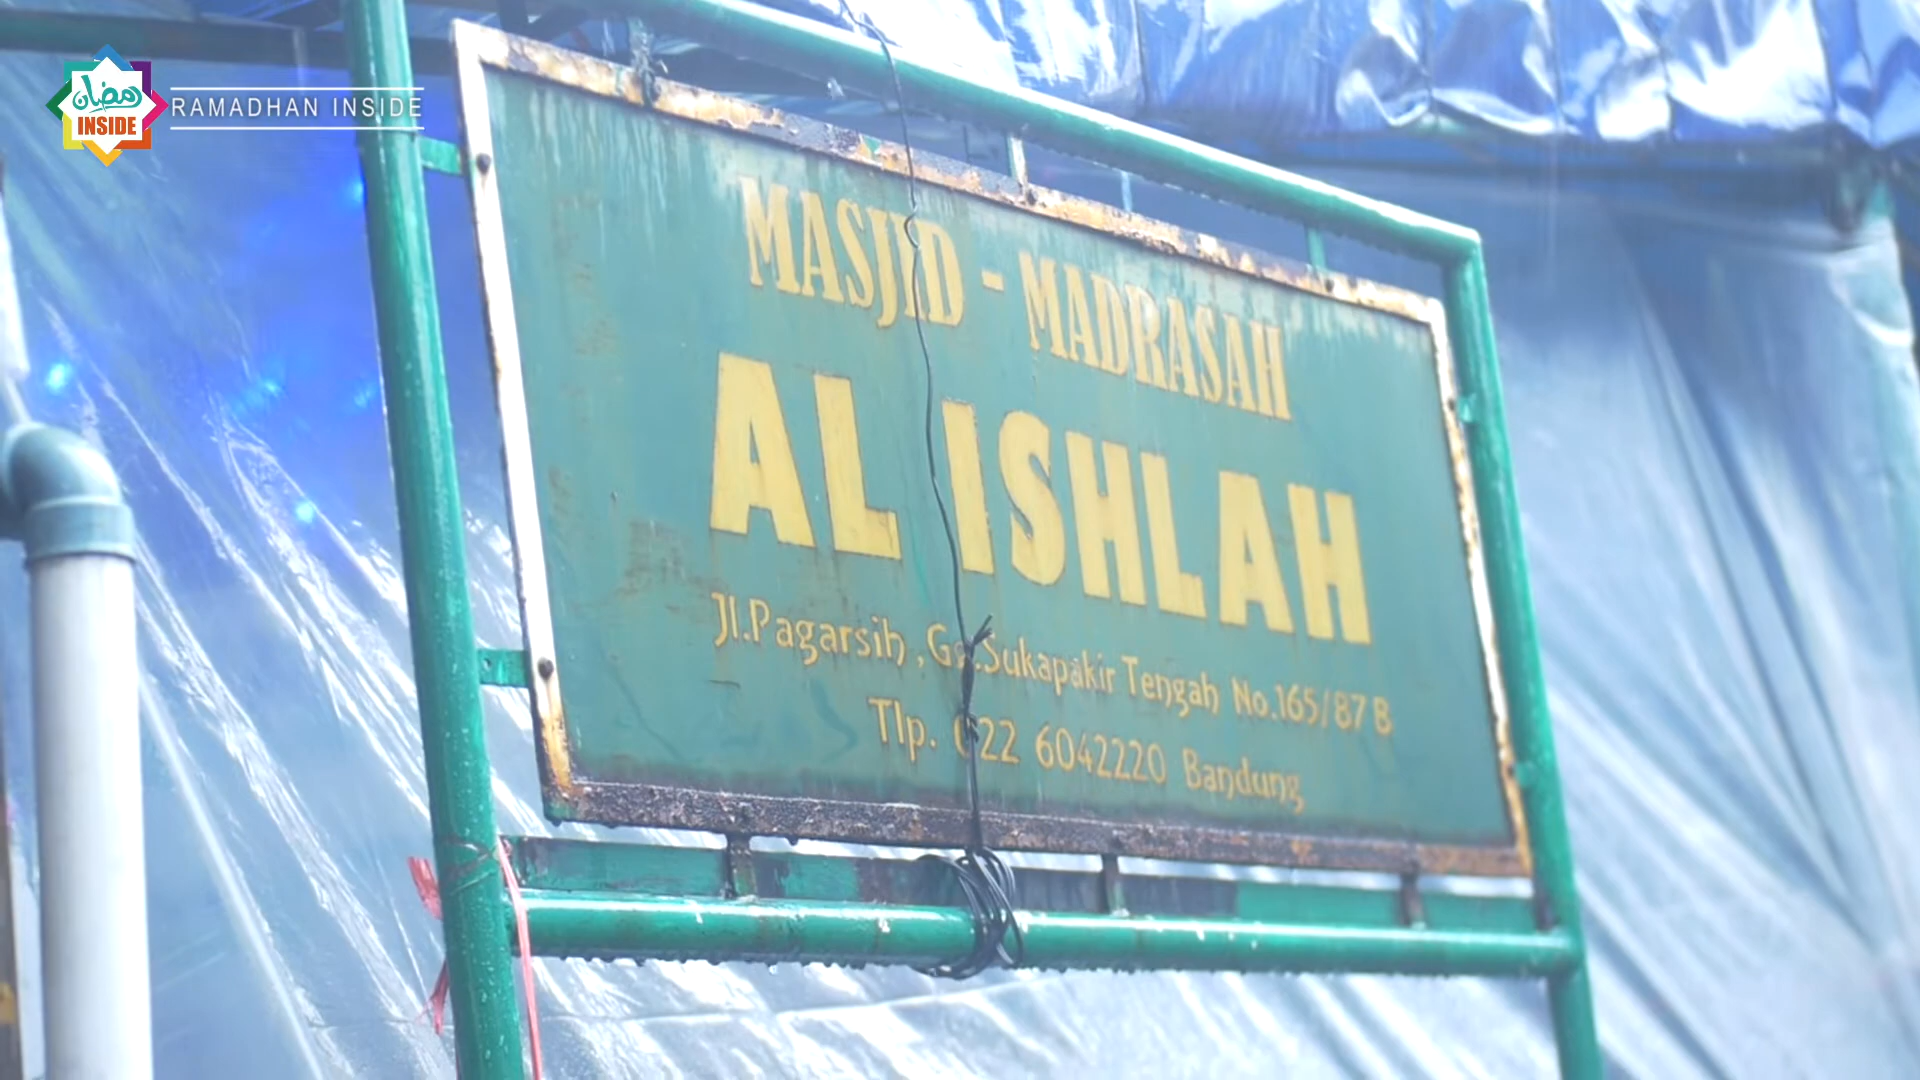 رمضان
INSIDE
RAMADHAN INSIDE
MASJID - MADRASAH
AL ISHLAH
Jl.Pagarsih, Gg.Sukapakir Tengah No.165/87 B
Tlp. 022 6042220 Bandung